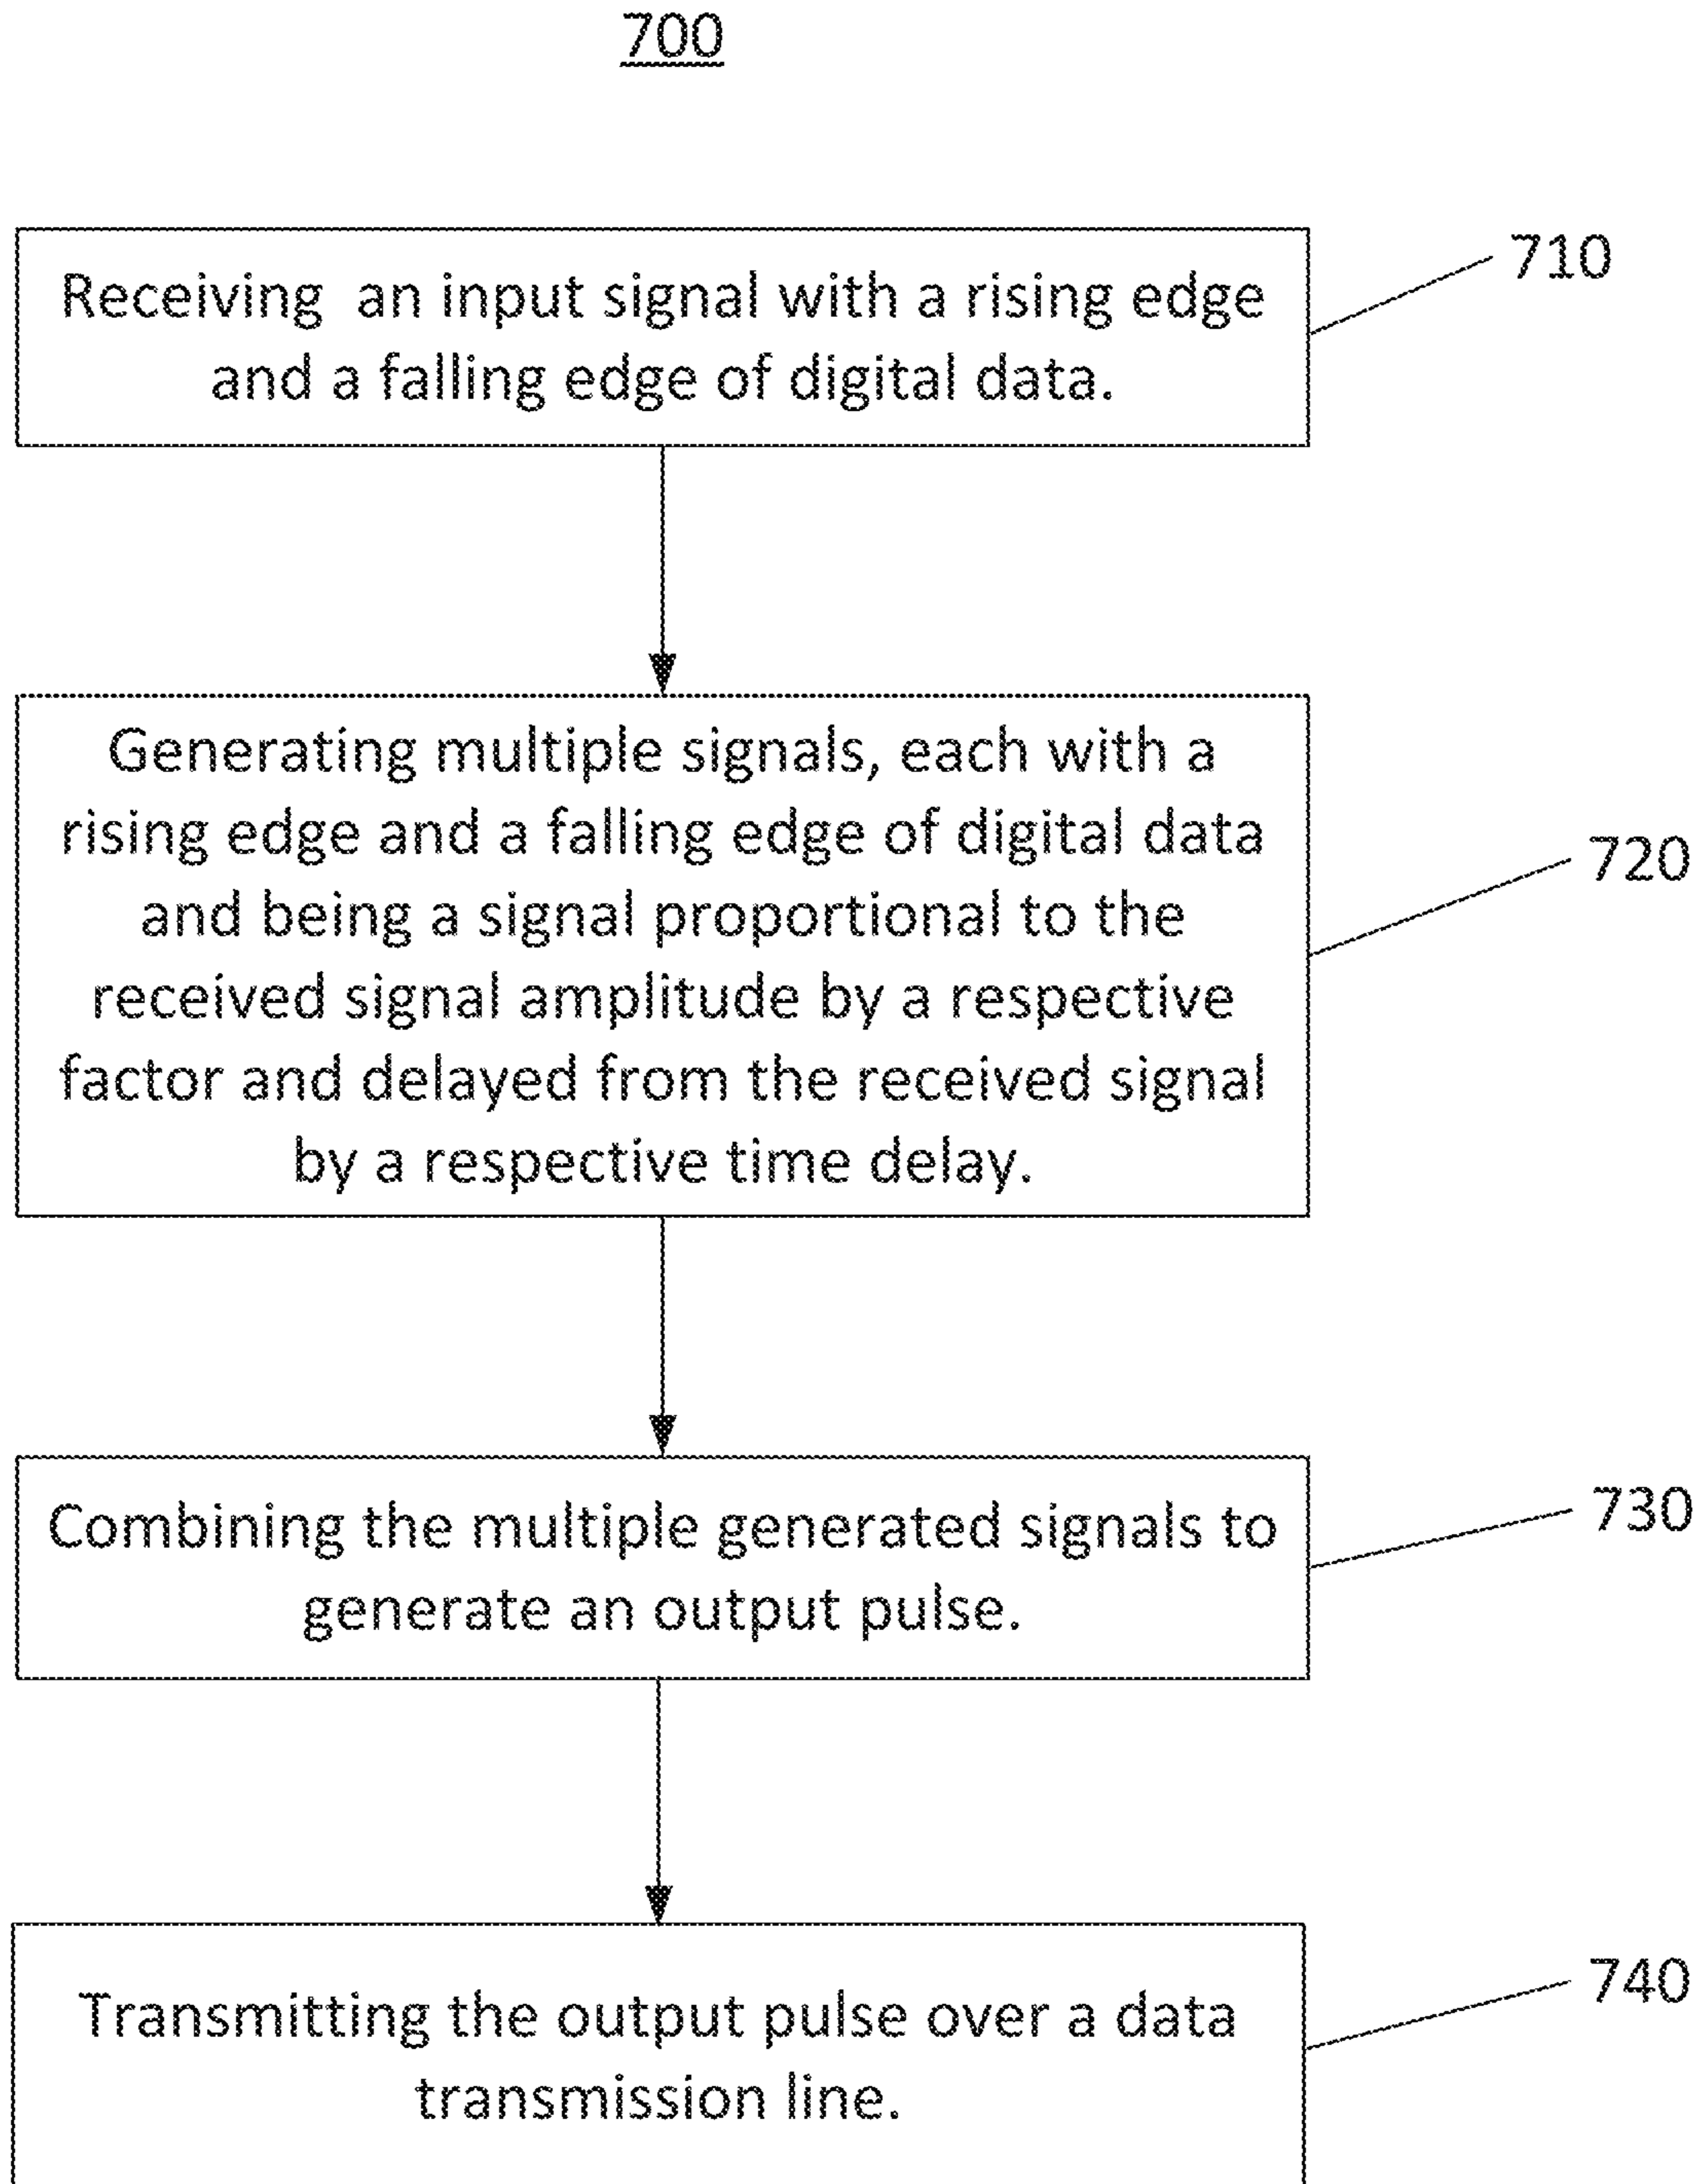 700
Receiving an input signal with a rising edge
and a falling edge of digital data.
710
Generating multiple signals, each with a
rising edge and a falling edge of digital data
and being a signal proportional to the
received signal amplitude by a respective
factor and delayed from the received signal
by a respective time delay.
720
Combining the multiple generated signals to
generate an output pulse.
730
Transmitting the output pulse over a data
transmission line.
740